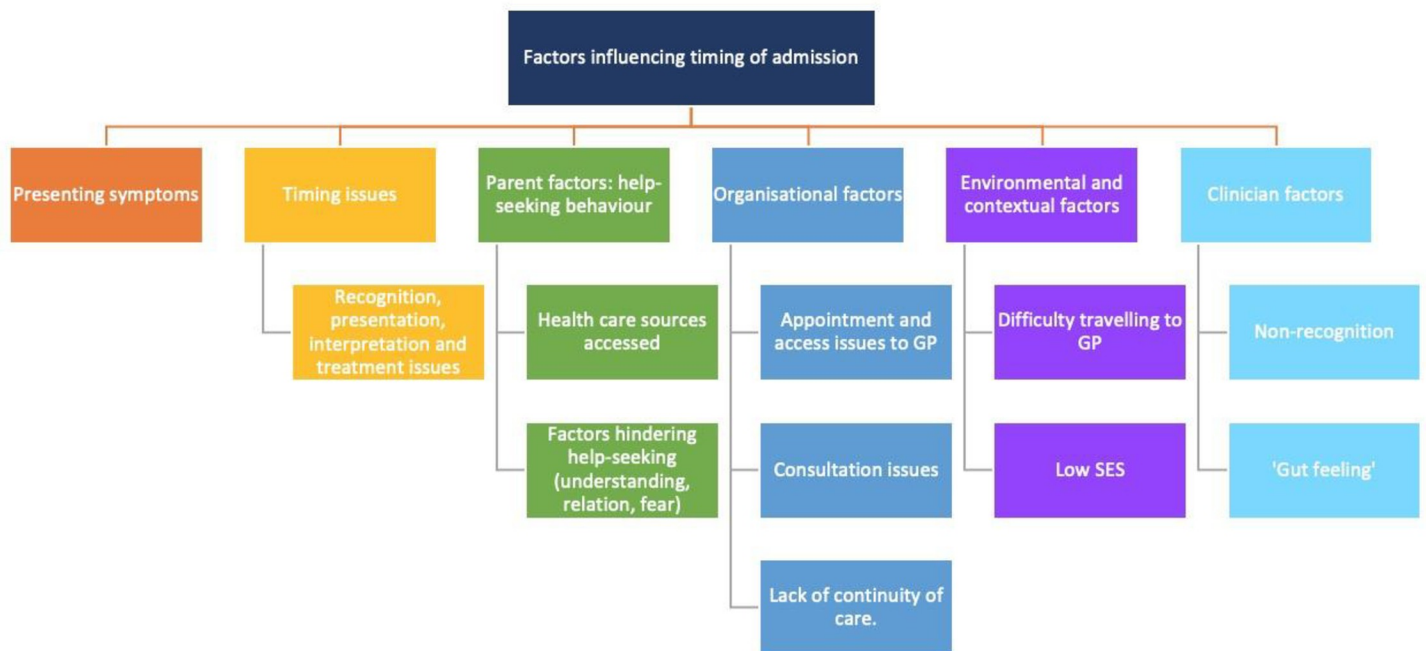 Factors influencing timing of admission
Presenting symptoms
Timing issues
Recognition,
presentation,
interpretation and
treatment issues
Parent factors: help-
seeking behaviour
Health care sources
accessed
Factors hindering
help-seeking
(understanding,
relation, fear)
Organisational factors
Appointment and
access issues to GP
Consultation issues
Lack of continuity of
care.
Environmental and
contextual factors
Difficulty travelling to
GP
Low SES
Clinician factors
Non-recognition
'Gut feeling'